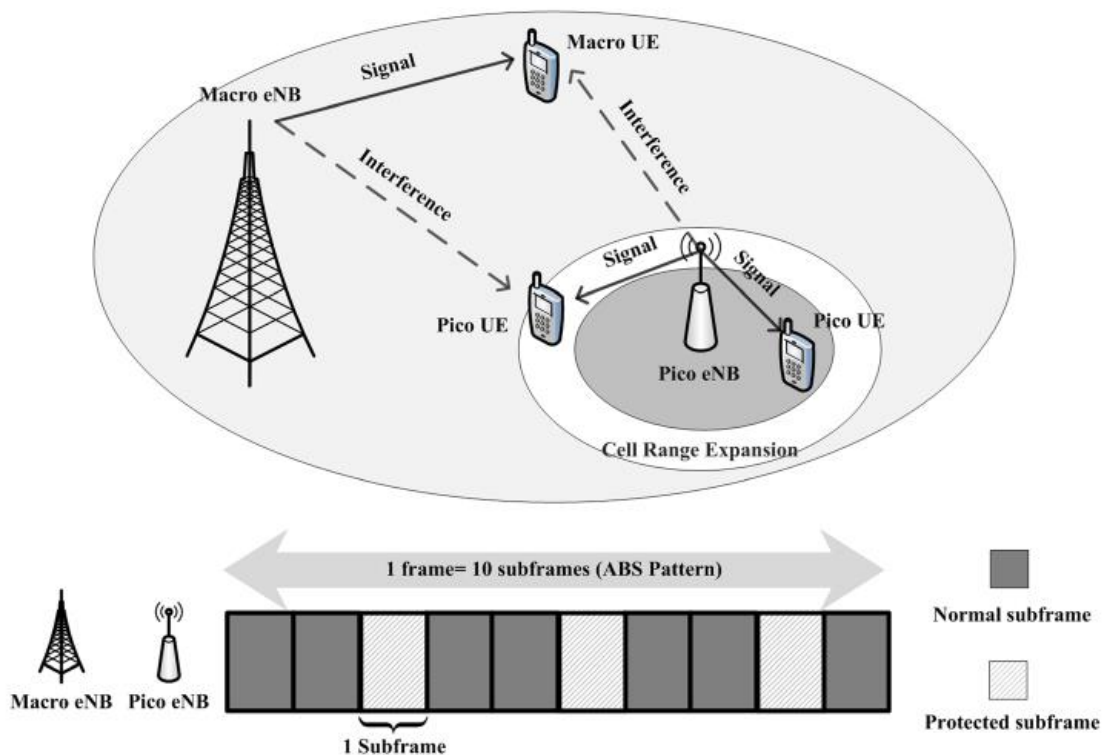 Macro UE
Signal
Macro eNB
Interference
Interference
Signal
Signal
Pico UE
Pico UE
Pico eNB
Cell Range Expansion
1 frame= 10 subframes (ABS Pattern)
Normal subframe
Macro eNB
Pico eNB
1 Subframe
Protected subframe